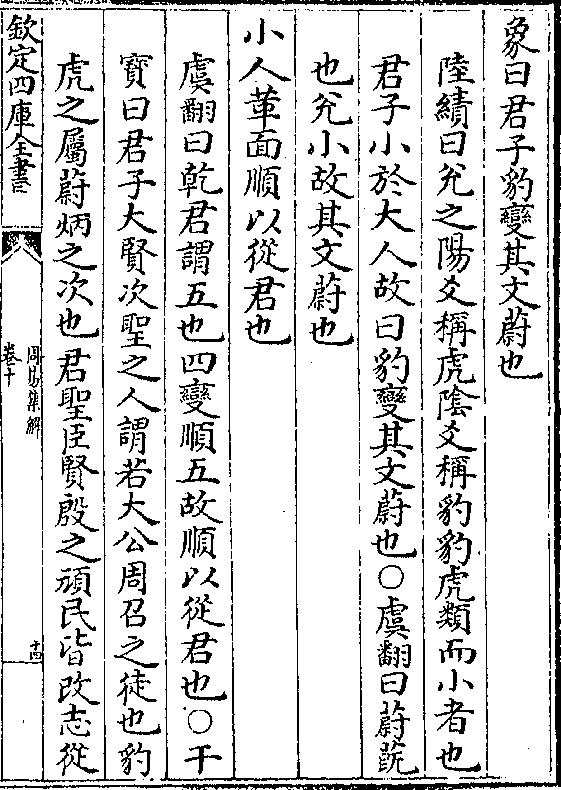 象曰君子豹變其文蔚也
陸績曰兊之陽爻稱虎陰爻稱豹豹虎類而小者也
君子小於大人故曰豹變其文蔚也○虞翻曰蔚䓲
也兊小故其文蔚也
小人革面順以從君也
虞翻曰乾君謂五也四變順五故順以從君也○干
寳曰君子大賢次聖之人謂若大公周召之徒也豹
虎之屬蔚炳之次也君聖臣賢殷之頑民皆改志從
欽定四庫全書
周易集解
卷十
十四